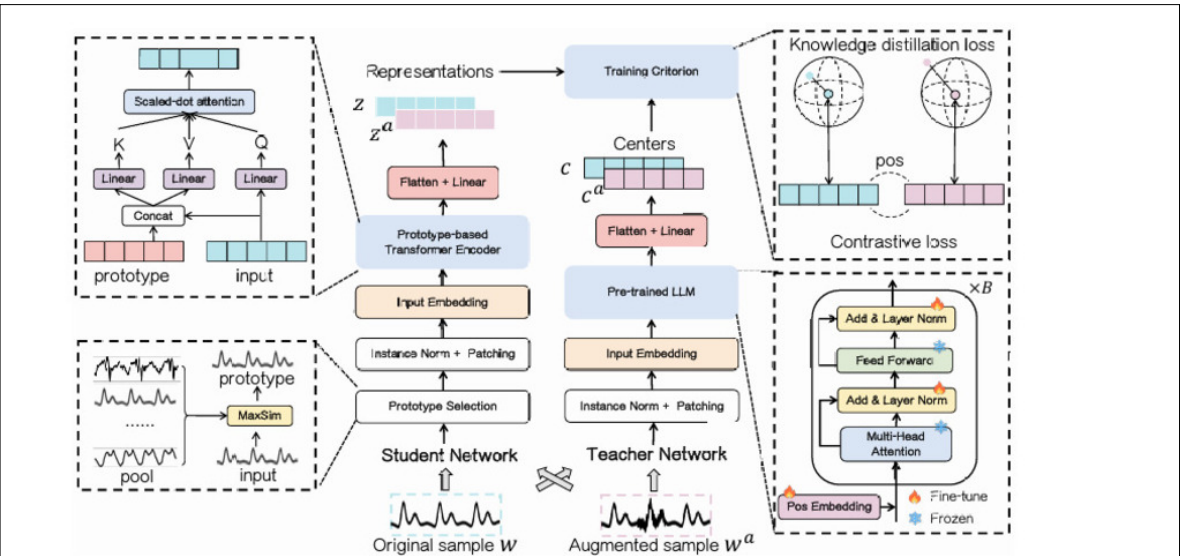 Scaled-dot attention
K
V
Q
Linear
Linear
Linear
Concat
prototype
input
prototype
MaxSim
......
pool
input
Representations
z
z^a
Flatten + Linear
Prototype-based
Transformer Encoder
Input Embedding
Instance Norm + Patching
Prototype Selection
Student Network
Original sample w
Training Criterion
Centers
c
c^a
Flatten + Linear
Pre-trained LLM
Input Embedding
Instance Norm + Patching
Teacher Network
Augmented sample w^a
Knowledge distillation loss
pos
Contrastive loss
×B
Add & Layer Norm
Feed Forward
Add & Layer Norm
Multi-Head
Attention
Pos Embedding
Fine-tune
Frozen